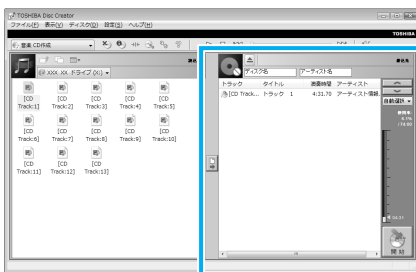 TOSHIBA Disc Creator
ファイル(F) 表示(V) ディスク(D) 設定(S) ヘルプ(H)
TOSHIBA
音楽 CD作成
XXX. XX. ドライブ (X:)
[CD Track:1]
[CD Track:2]
[CD Track:3]
[CD Track:4]
[CD Track:5]
[CD Track:6]
[CD Track:7]
[CD Track:8]
[CD Track:9]
[CD Track:10]
[CD Track:11]
[CD Track:12]
[CD Track:13]
ディスク名 アーティスト名
トラック タイトル 演奏時間 アーティスト
[CD Track... トラック 1 4:31.70 アーティスト情報.
自動選択
6.1%
174.00
04:31
開始